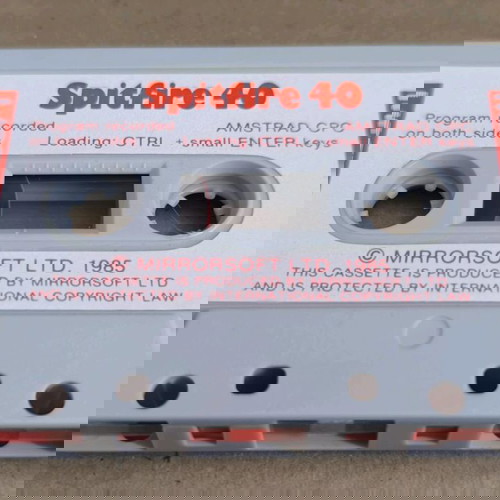 Spitfire 40
Program recorded
on both sides
AMSTRAD CPC
Loading: CTRL + small ENTER keys
© MIRRORSOFT LTD. 1985
THIS CASSETTE IS PRODUCED BY MIRRORSOFT LTD
AND IS PROTECTED BY INTERNATIONAL COPYRIGHT LAW